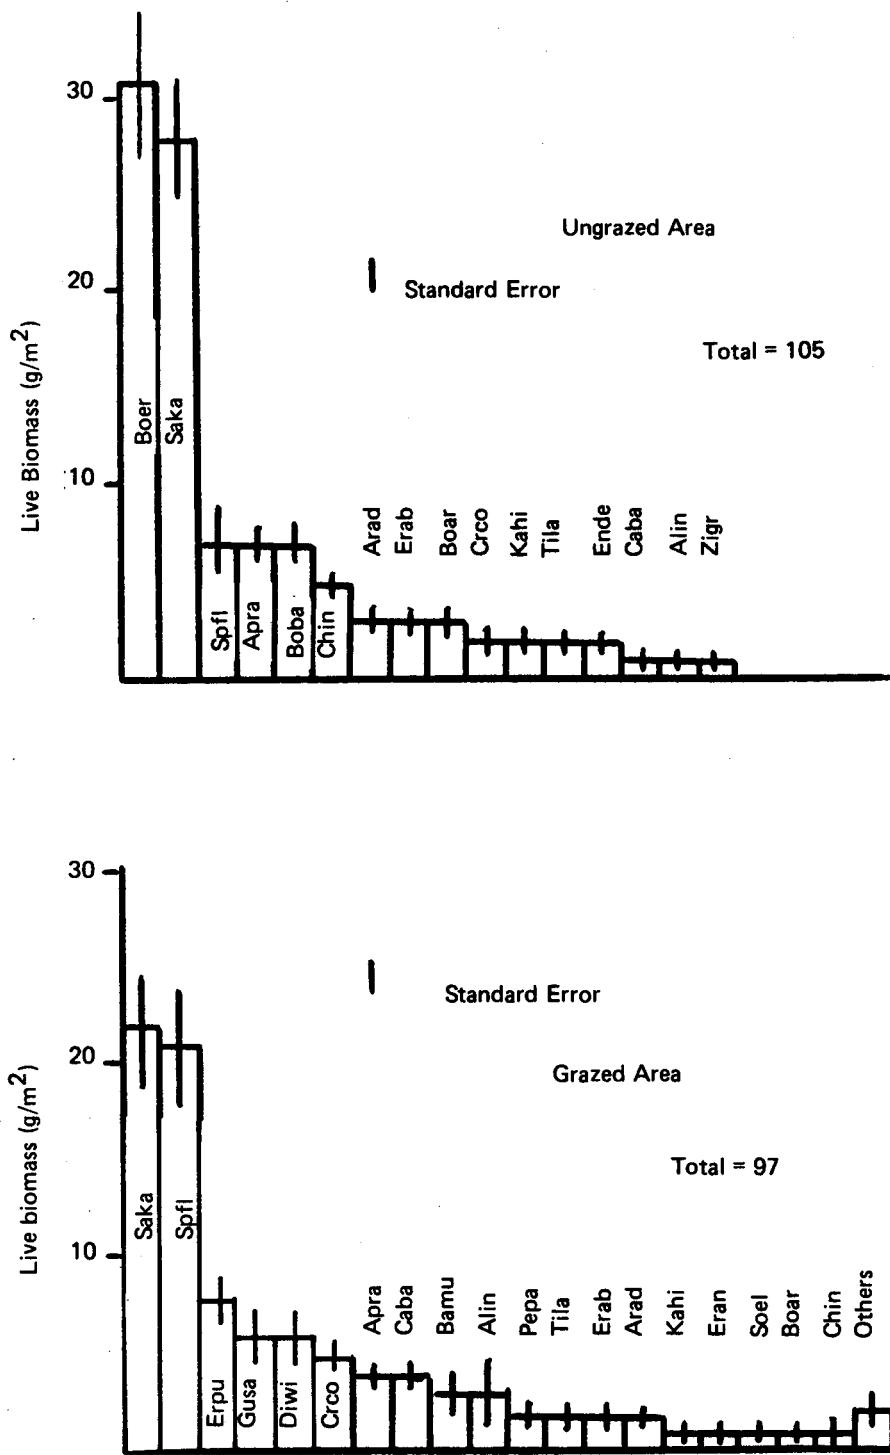 30
Ungrazed Area
20
Standard Error
Total = 105
Live Biomass (g/m²)
10
Boer
Saka
Spfl
Apra
Boba
Chin
Arad
Erab
Boar
Crco
Kahi
Tila
Ende
Caba
Alin
Zigr
30
Standard Error
20
Grazed Area
Total = 97
Live biomass (g/m²)
10
Saka
Spfl
Erpu
Gusa
Diwi
Crco
Apra
Caba
Bamu
Alin
Pepa
Tila
Erab
Arad
Kahi
Eran
Soel
Boar
Chin
Others